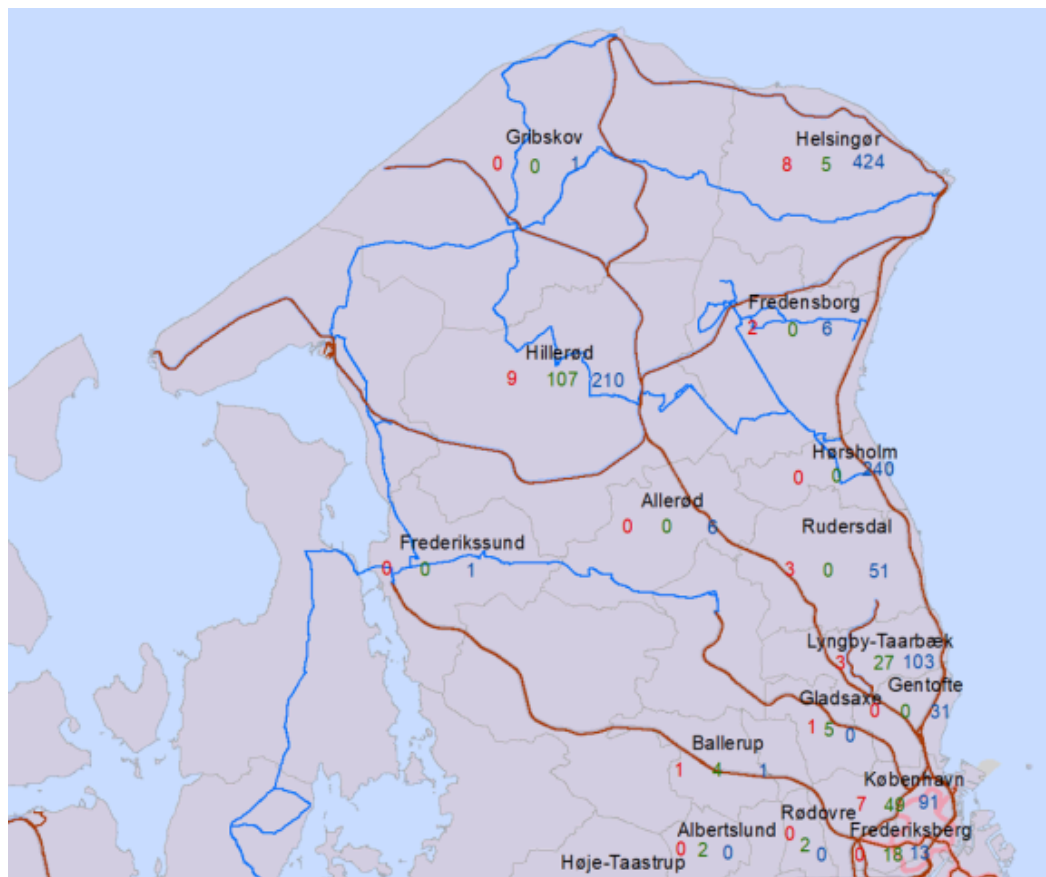 Gribskov
0 0 1
Helsingør
8 5 424
Fredensborg
2 0 6
Hillerød
9 107 210
Hørsholm
0 0 240
Allerød
0 0 6
Rudersdal
3 0 51
Frederikssund
0 0 1
Lyngby-Taarbæk
3 27 103
Gentofte
0 0 31
Gladsaxe
1 5 0
Ballerup
1 4 1
København
7 49 91
Rødovre
0 2 0
Albertslund
0 2 0
Frederiksberg
0 18 13
Høje-Taastrup